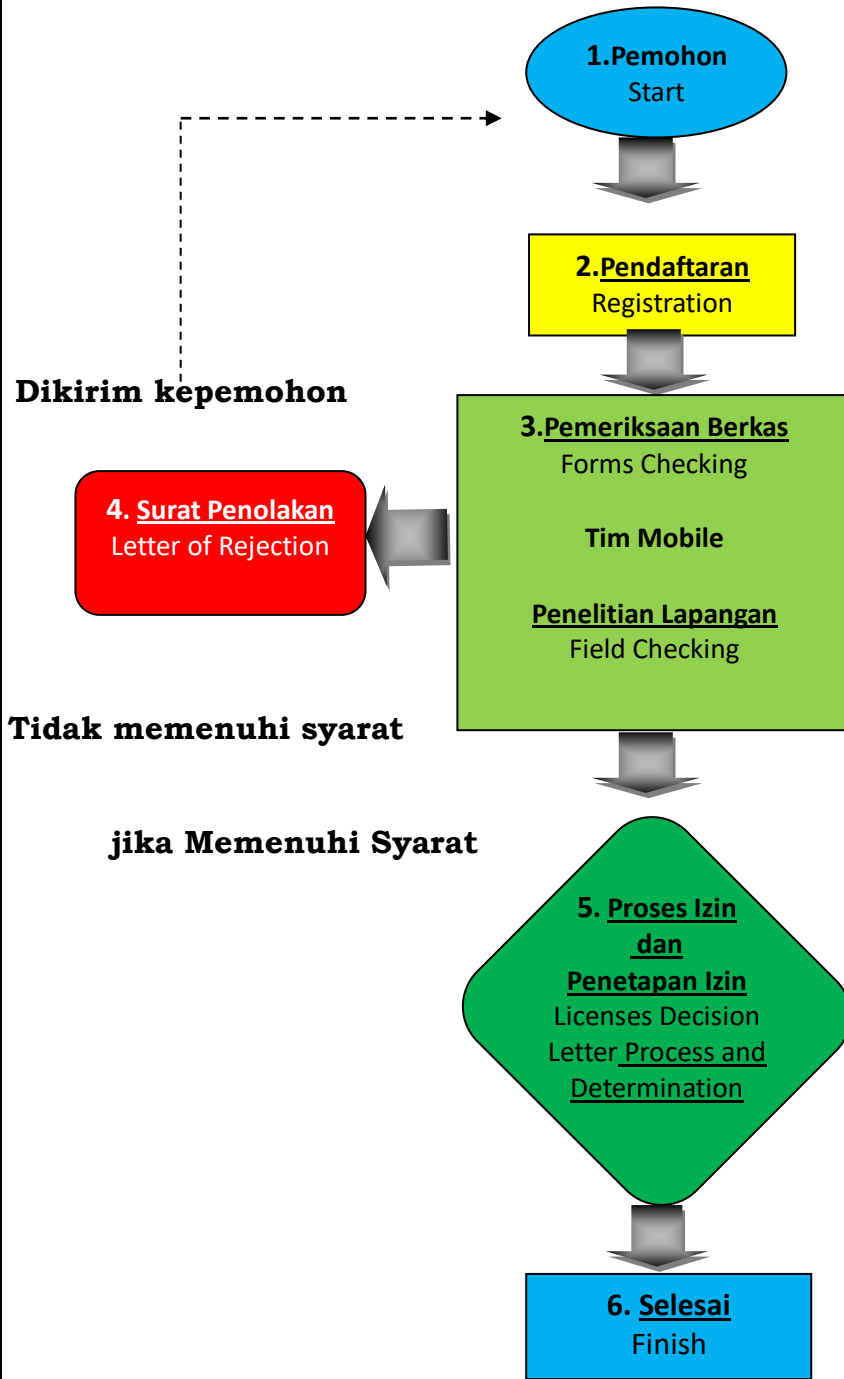 1.Pemohon
Start
2.Pendaftaran
Registration
Dikirim kepemohon
3.Pemeriksaan Berkas
Forms Checking
4. Surat Penolakan
Letter of Rejection
Tim Mobile
Penelitian Lapangan
Field Checking
Tidak memenuhi syarat
jika Memenuhi Syarat
5. Proses Izin
dan
Penetapan Izin
Licenses Decision
Letter Process and
Determination
6. Selesai
Finish